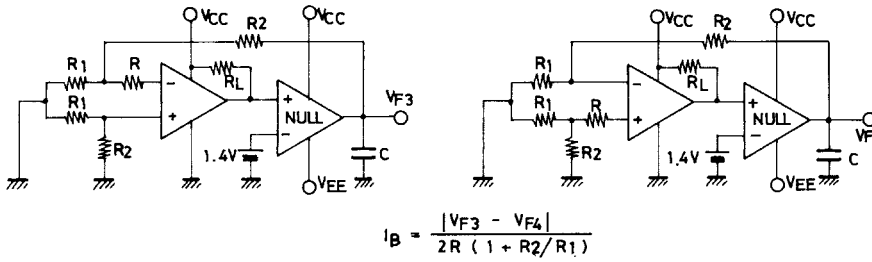 VCC
R2
VCC
R1
R
RL
R1
R2
+
-
-
+
+
-
NULL
VF3
1.4V
C
VEE
VCC
R2
VCC
R1
RL
R1
R
R2
-
+
+
-
NULL
VF
1.4V
C
VEE
IB = |VF3 - VF4| / 2R (1 + R2/R1)